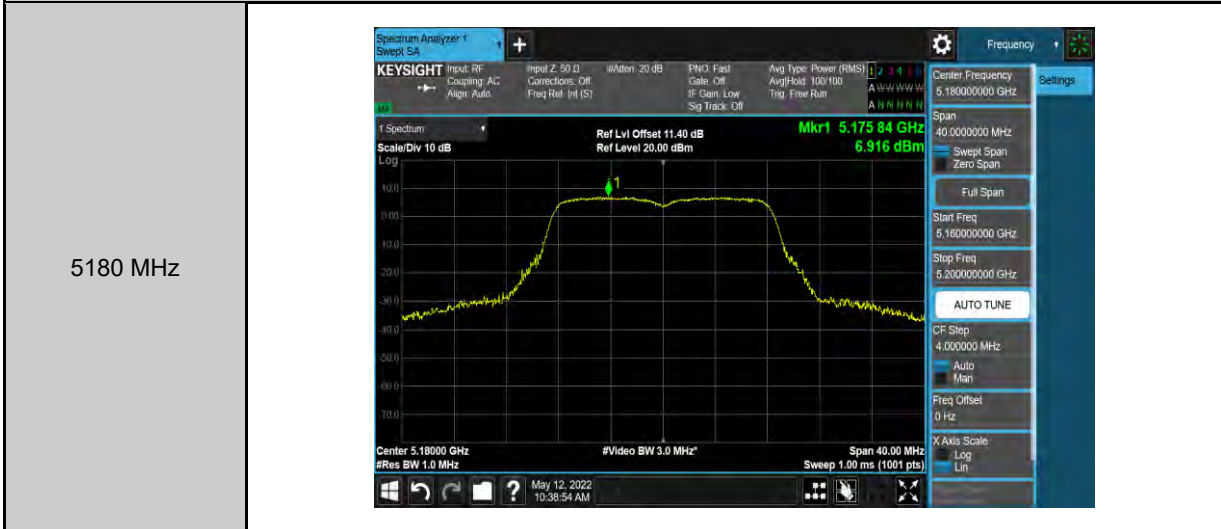 5180 MHz
Spectrum Analyzer 1
Swept SA
+
Frequency
KEYSIGHT
Input: RF
Coupling: AC
Align: Auto
Input Z: 50 Ω
Corrections: Off
Freq Ref: Int (S)
#Atten: 20 dB
PNO: Fast
Gate: Off
IF Gain: Low
Sig Track: Off
Avg Type: Power (RMS)
Avg|Hold: 100/100
Trig: Free Run
1 2 3 4 5 6
A W W W W W
A N N N N N
1 Spectrum
Scale/Div 10 dB
Ref Lvl Offset 11.40 dB
Ref Level 20.00 dBm
Mkr1 5.175 84 GHz
6.916 dBm
Log
1
10.0
0.00
-10.0
-20.0
-30.0
-40.0
-50.0
-60.0
-70.0
Center 5.18000 GHz
#Res BW 1.0 MHz
#Video BW 3.0 MHz*
Span 40.00 MHz
Sweep 1.00 ms (1001 pts)
?
May 12, 2022
10:38:54 AM
Center Frequency
5.180000000 GHz
Settings
Span
40.0000000 MHz
Swept Span
Zero Span
Full Span
Start Freq
5.160000000 GHz
Stop Freq
5.200000000 GHz
AUTO TUNE
CF Step
4.000000 MHz
Auto
Man
Freq Offset
0 Hz
X Axis Scale
Log
Lin